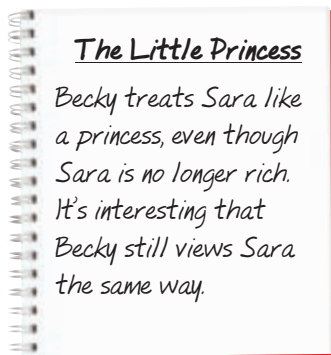 The Little Princess
Becky treats Sara like
a princess, even though
Sara is no longer rich.
It's interesting that
Becky still views Sara
the same way.